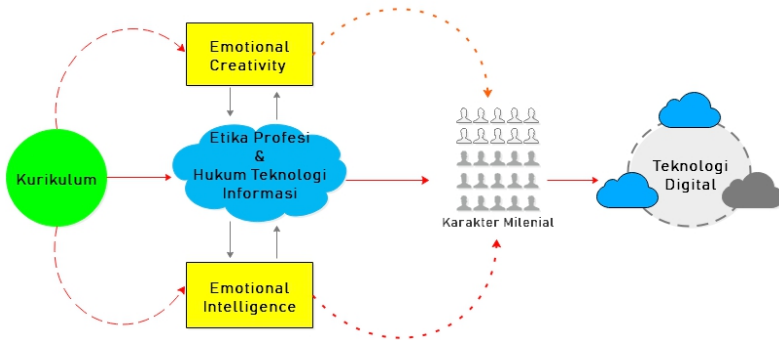 Emotional
Creativity
Kurikulum
Etika Profesi
&
Hukum Teknologi
Informasi
Emotional
Intelligence
Karakter Milenial
Teknologi
Digital